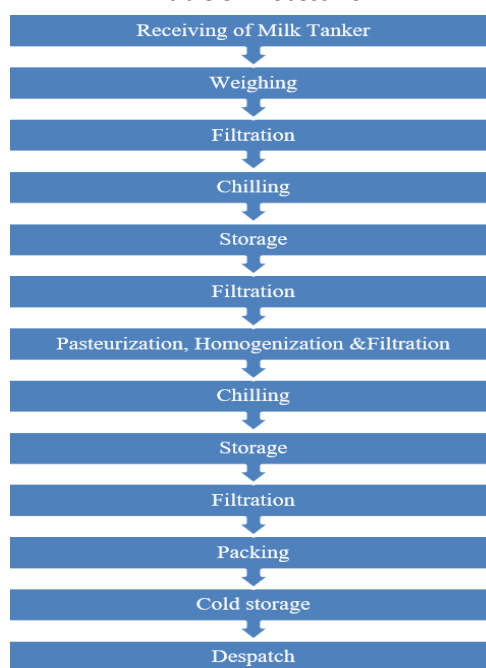 Receiving of Milk Tanker
Weighing
Filtration
Chilling
Storage
Filtration
Pasteurization, Homogenization &Filtration
Chilling
Storage
Filtration
Packing
Cold storage
Despatch